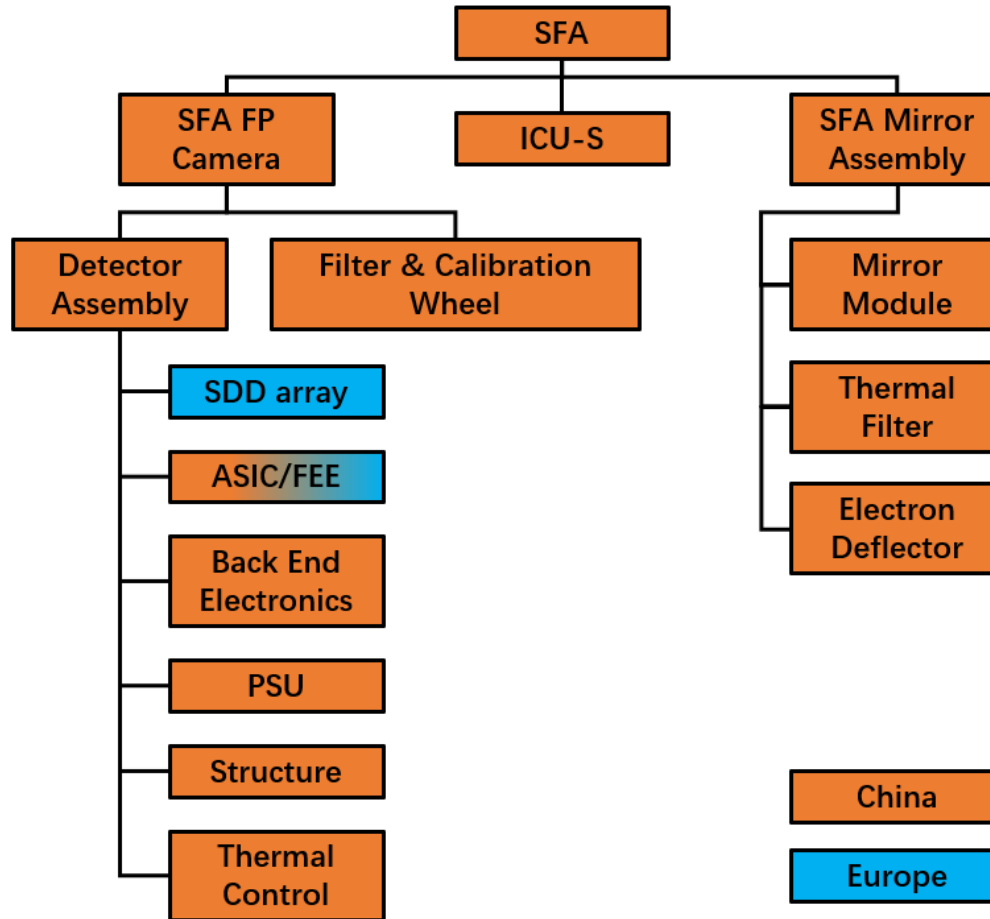 SFA
SFA FP
Camera
ICU-S
SFA Mirror
Assembly
Detector
Assembly
Filter & Calibration
Wheel
Mirror
Module
SDD array
Thermal
Filter
ASIC/FEE
Electron
Deflector
Back End
Electronics
PSU
Structure
China
Thermal
Control
Europe